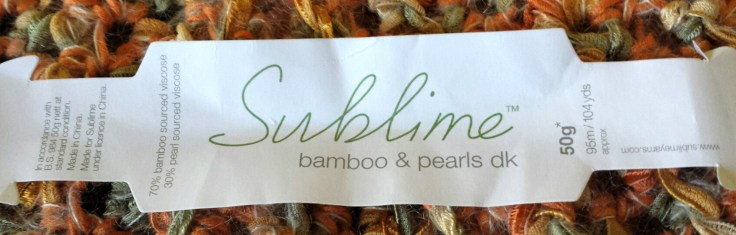 In accordance with
B.S. 984 50g nett at
standard condition.
Made in China.
Made for Sublime
under licence in China.
70% bamboo sourced viscose
30% pearl sourced viscose
Sublime™
bamboo & pearls dk
50g*
95m/104yds
approx
www.sublimeyarns.com